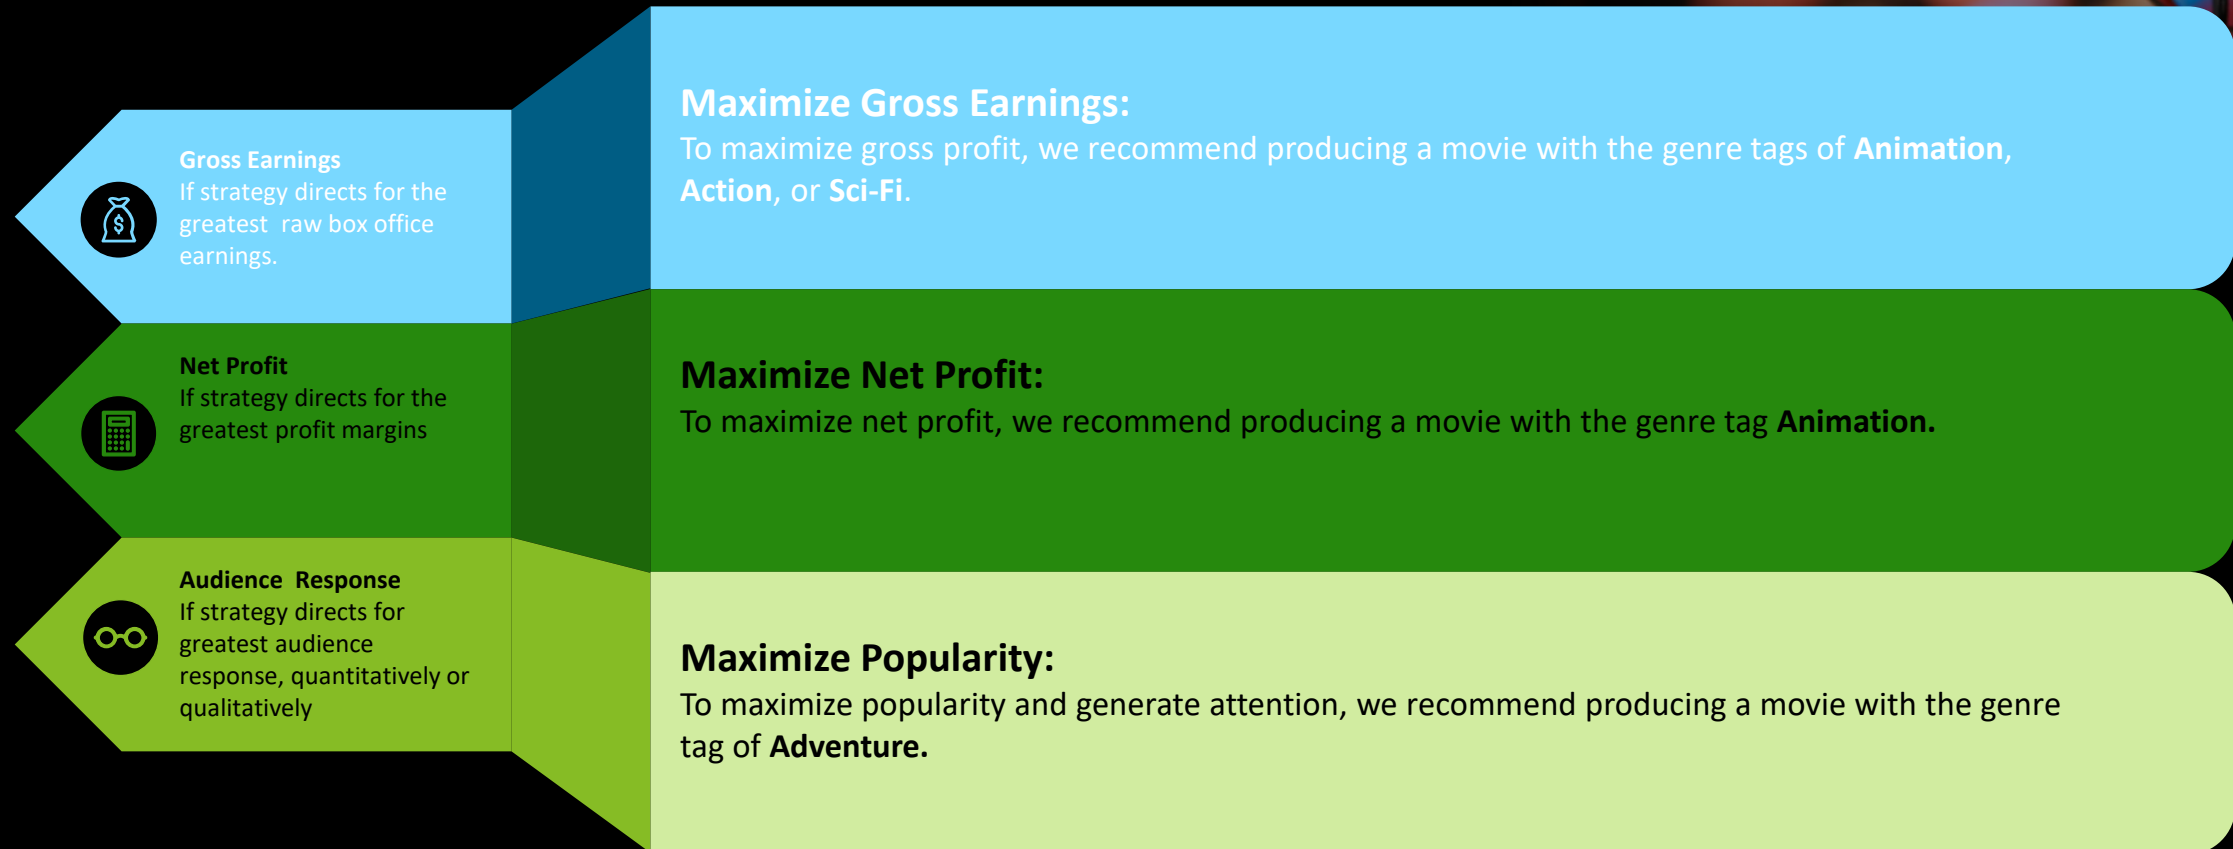 Gross Earnings
If strategy directs for the
greatest  raw box office
earnings.
Maximize Gross Earnings:
To maximize gross profit, we recommend producing a movie with the genre tags of Animation,
Action, or Sci-Fi.
Net Profit
If strategy directs for the
greatest profit margins
Maximize Net Profit:
To maximize net profit, we recommend producing a movie with the genre tag Animation.
Audience  Response
If strategy directs for
greatest audience
response, quantitatively or
qualitatively
Maximize Popularity:
To maximize popularity and generate attention, we recommend producing a movie with the genre
tag of Adventure.